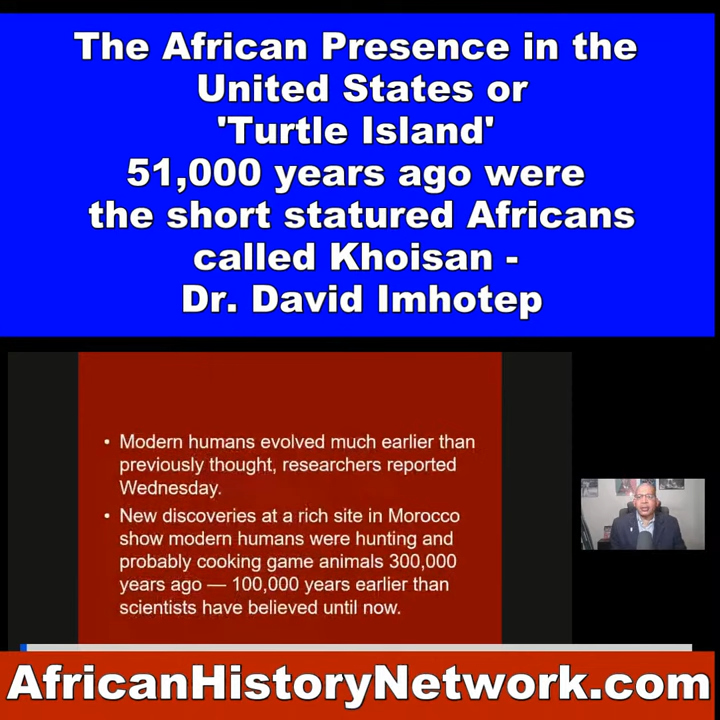 The African Presence in the
United States or
'Turtle Island'
51,000 years ago were
the short statured Africans
called Khoisan -
Dr. David Imhotep
• Modern humans evolved much earlier than
previously thought, researchers reported
Wednesday.
• New discoveries at a rich site in Morocco
show modern humans were hunting and
probably cooking game animals 300,000
years ago — 100,000 years earlier than
scientists have believed until now.
AfricanHistoryNetwork.com